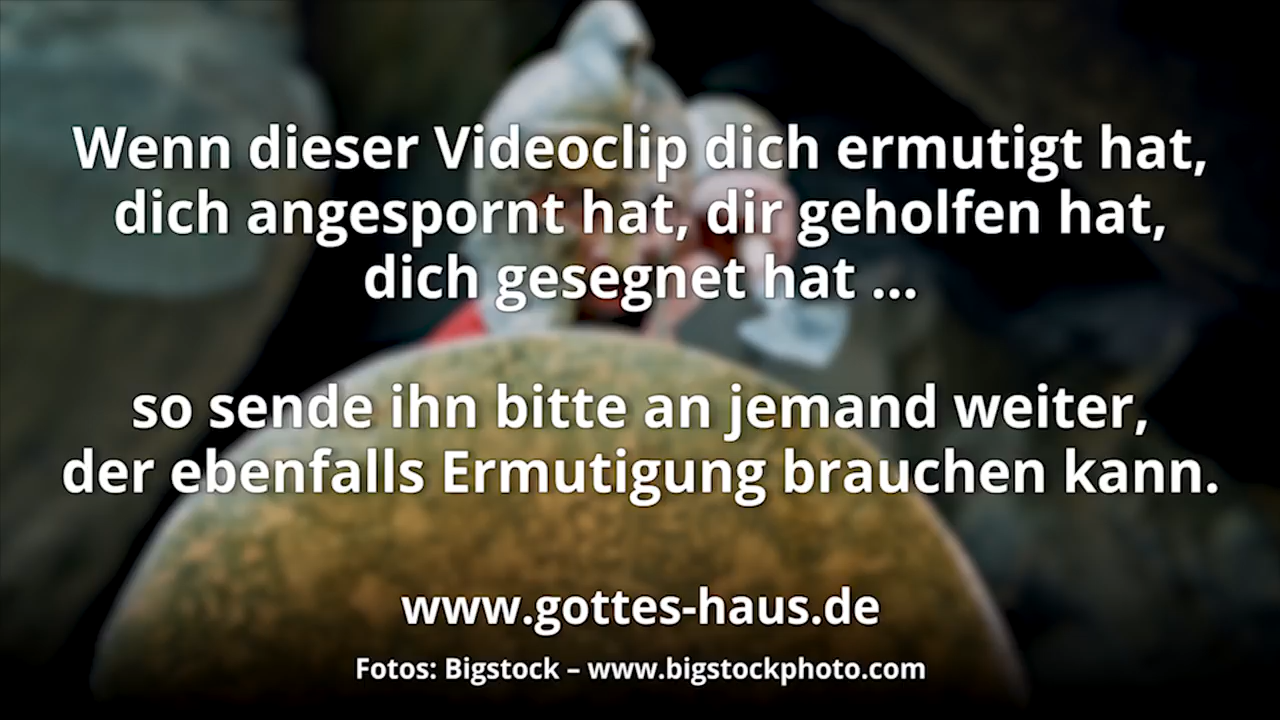 Wenn dieser Videoclip dich ermutigt hat,
dich angespornt hat, dir geholfen hat,
dich gesegnet hat ...
so sende ihn bitte an jemand weiter,
der ebenfalls Ermutigung brauchen kann.
www.gottes-haus.de
Fotos: Bigstock – www.bigstockphoto.com